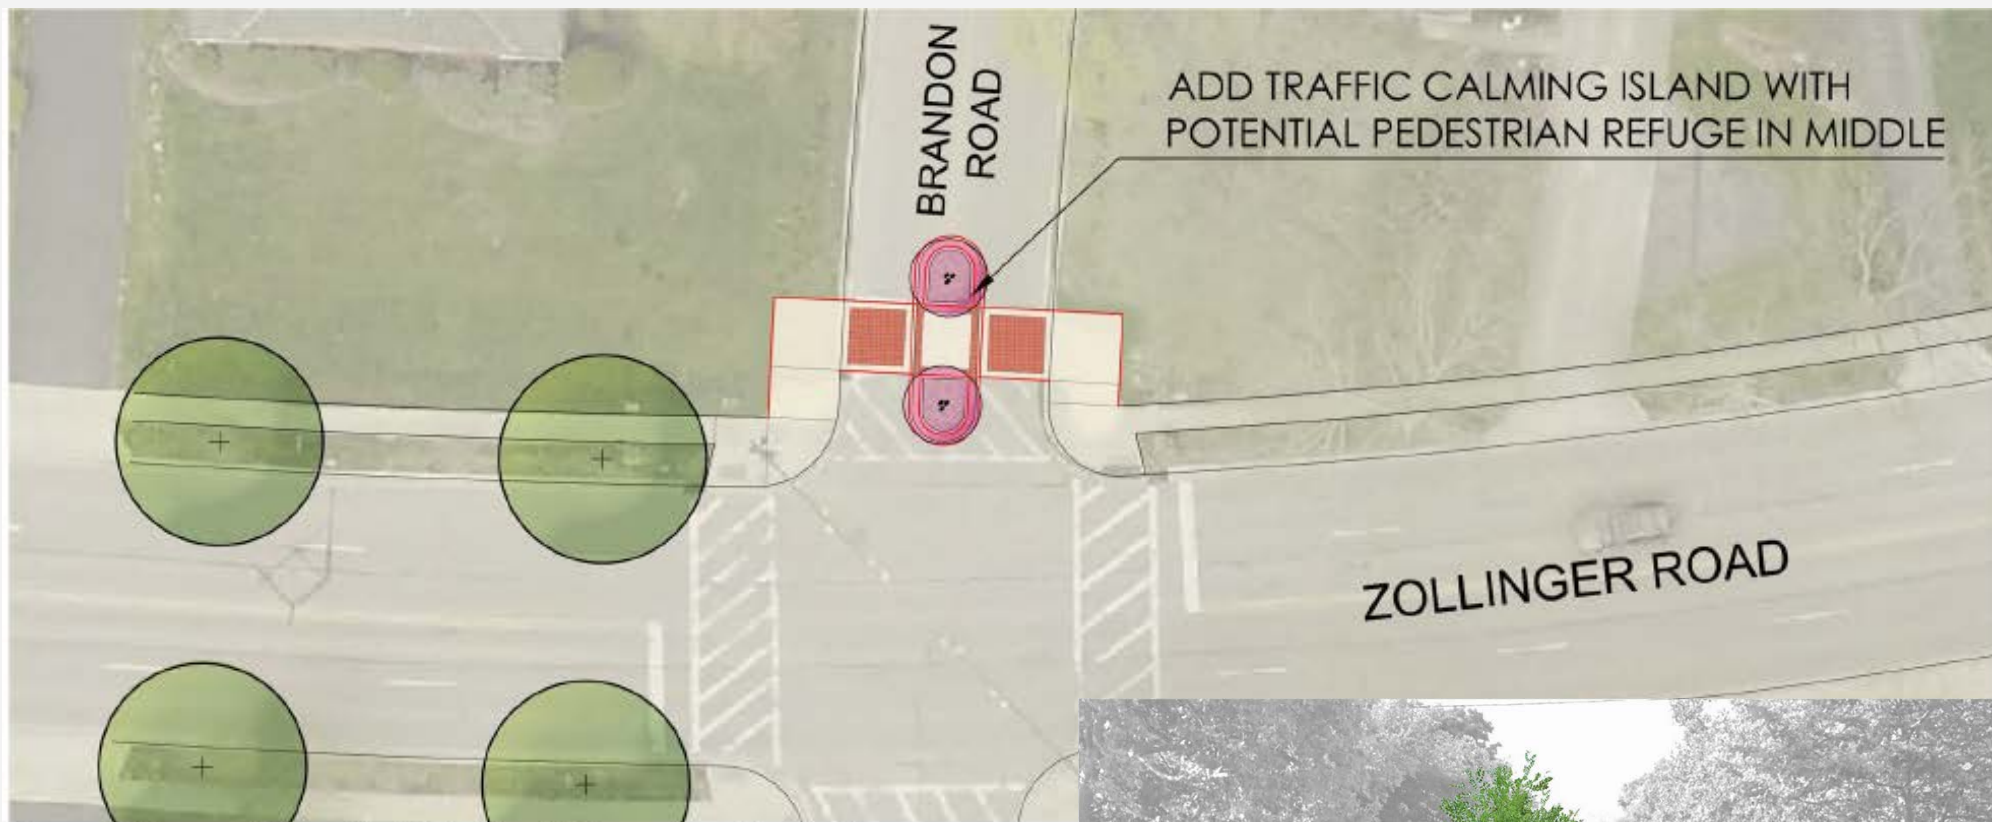 BRANDON
ROAD
ADD TRAFFIC CALMING ISLAND WITH
POTENTIAL PEDESTRIAN REFUGE IN MIDDLE
ZOLLINGER ROAD